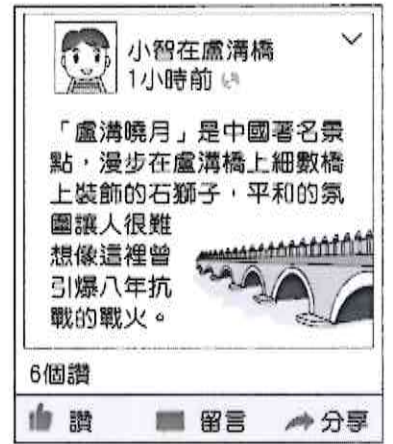 小智在盧溝橋
1小時前
「盧溝曉月」是中國著名景
點，漫步在盧溝橋上細數橋
上裝飾的石獅子，平和的氛
圍讓人很難
想像這裡曾
引爆八年抗
戰的戰火。
6個讚
讚 留言 分享